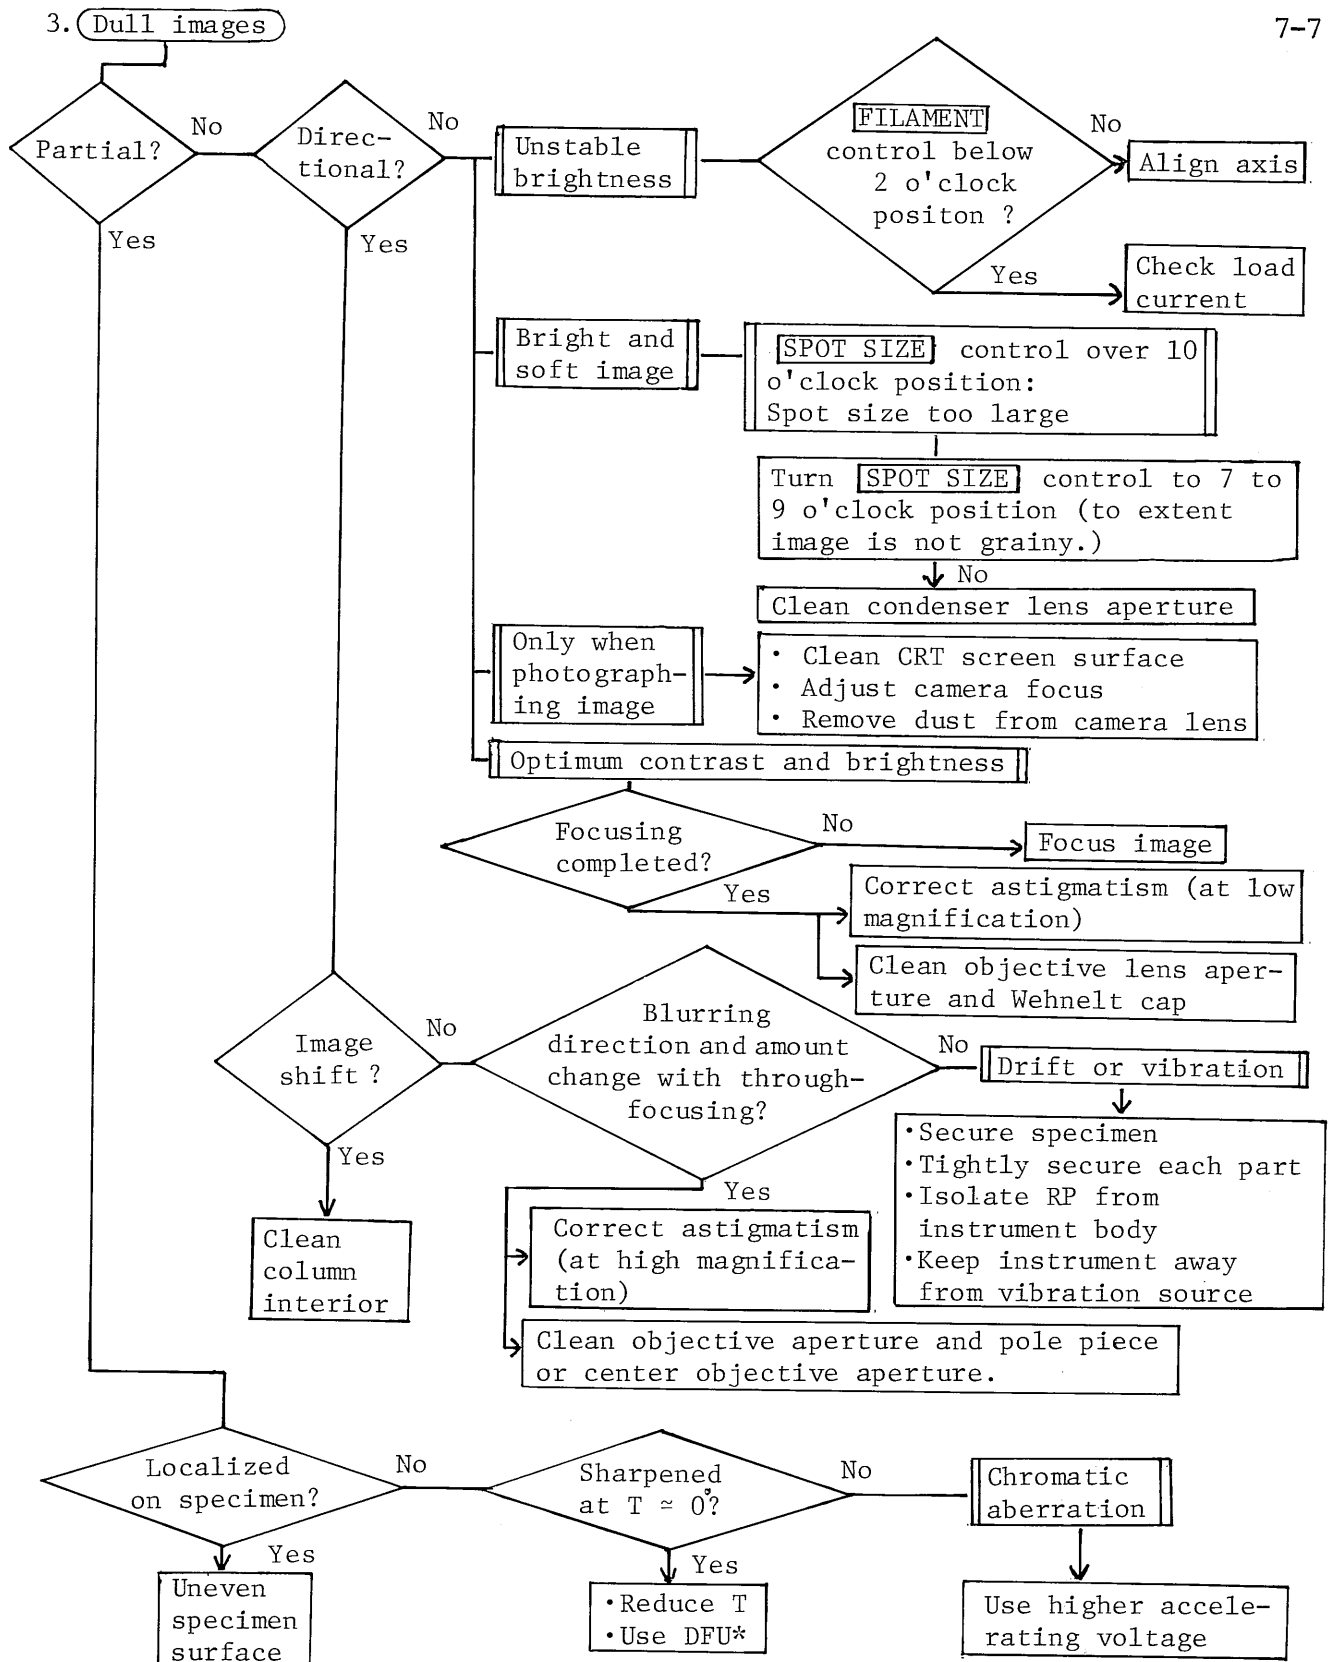 3. Dull images
7-7
Partial?
No
Yes
Direc-
tional?
No
Yes
Unstable
brightness
FILAMENT
control below
2 o'clock
positon ?
No
Align axis
Yes
Check load
current
Bright and
soft image
SPOT SIZE control over 10
o'clock position:
Spot size too large
Turn SPOT SIZE control to 7 to
9 o'clock position (to extent
image is not grainy.)
No
Clean condenser lens aperture
Only when
photograph-
ing image
· Clean CRT screen surface
· Adjust camera focus
· Remove dust from camera lens
Optimum contrast and brightness
Focusing
completed?
No
Focus image
Yes
Correct astigmatism (at low
magnification)
Clean objective lens aper-
ture and Wehnelt cap
Image
shift ?
No
Yes
Clean
column
interior
Blurring
direction and amount
change with through-
focusing?
No
Drift or vibration
·Secure specimen
·Tightly secure each part
·Isolate RP from
instrument body
·Keep instrument away
from vibration source
Yes
Correct astigmatism
(at high magnifica-
tion)
Clean objective aperture and pole piece
or center objective aperture.
Localized
on specimen?
No
Yes
Uneven
specimen
surface
Sharpened
at T ≃ 0°?
No
Yes
·Reduce T
·Use DFU*
Chromatic
aberration
Use higher accele-
rating voltage